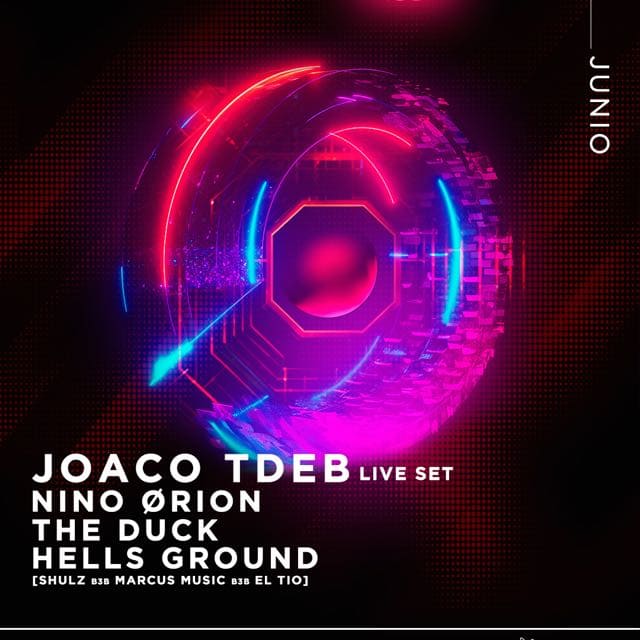 JUNIO
JOACO TDEB LIVE SET
NINO ØRION
THE DUCK
HELLS GROUND
[SHULZ B3B MARCUS MUSIC B3B EL TIO]